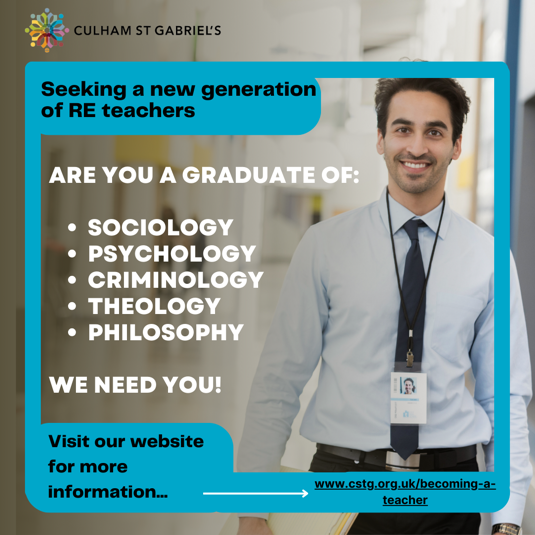 CULHAM ST GABRIEL'S
Seeking a new generation
of RE teachers
ARE YOU A GRADUATE OF:
• SOCIOLOGY
• PSYCHOLOGY
• CRIMINOLOGY
• THEOLOGY
• PHILOSOPHY
WE NEED YOU!
Visit our website
for more
information...
www.cstg.org.uk/becoming-a-
teacher